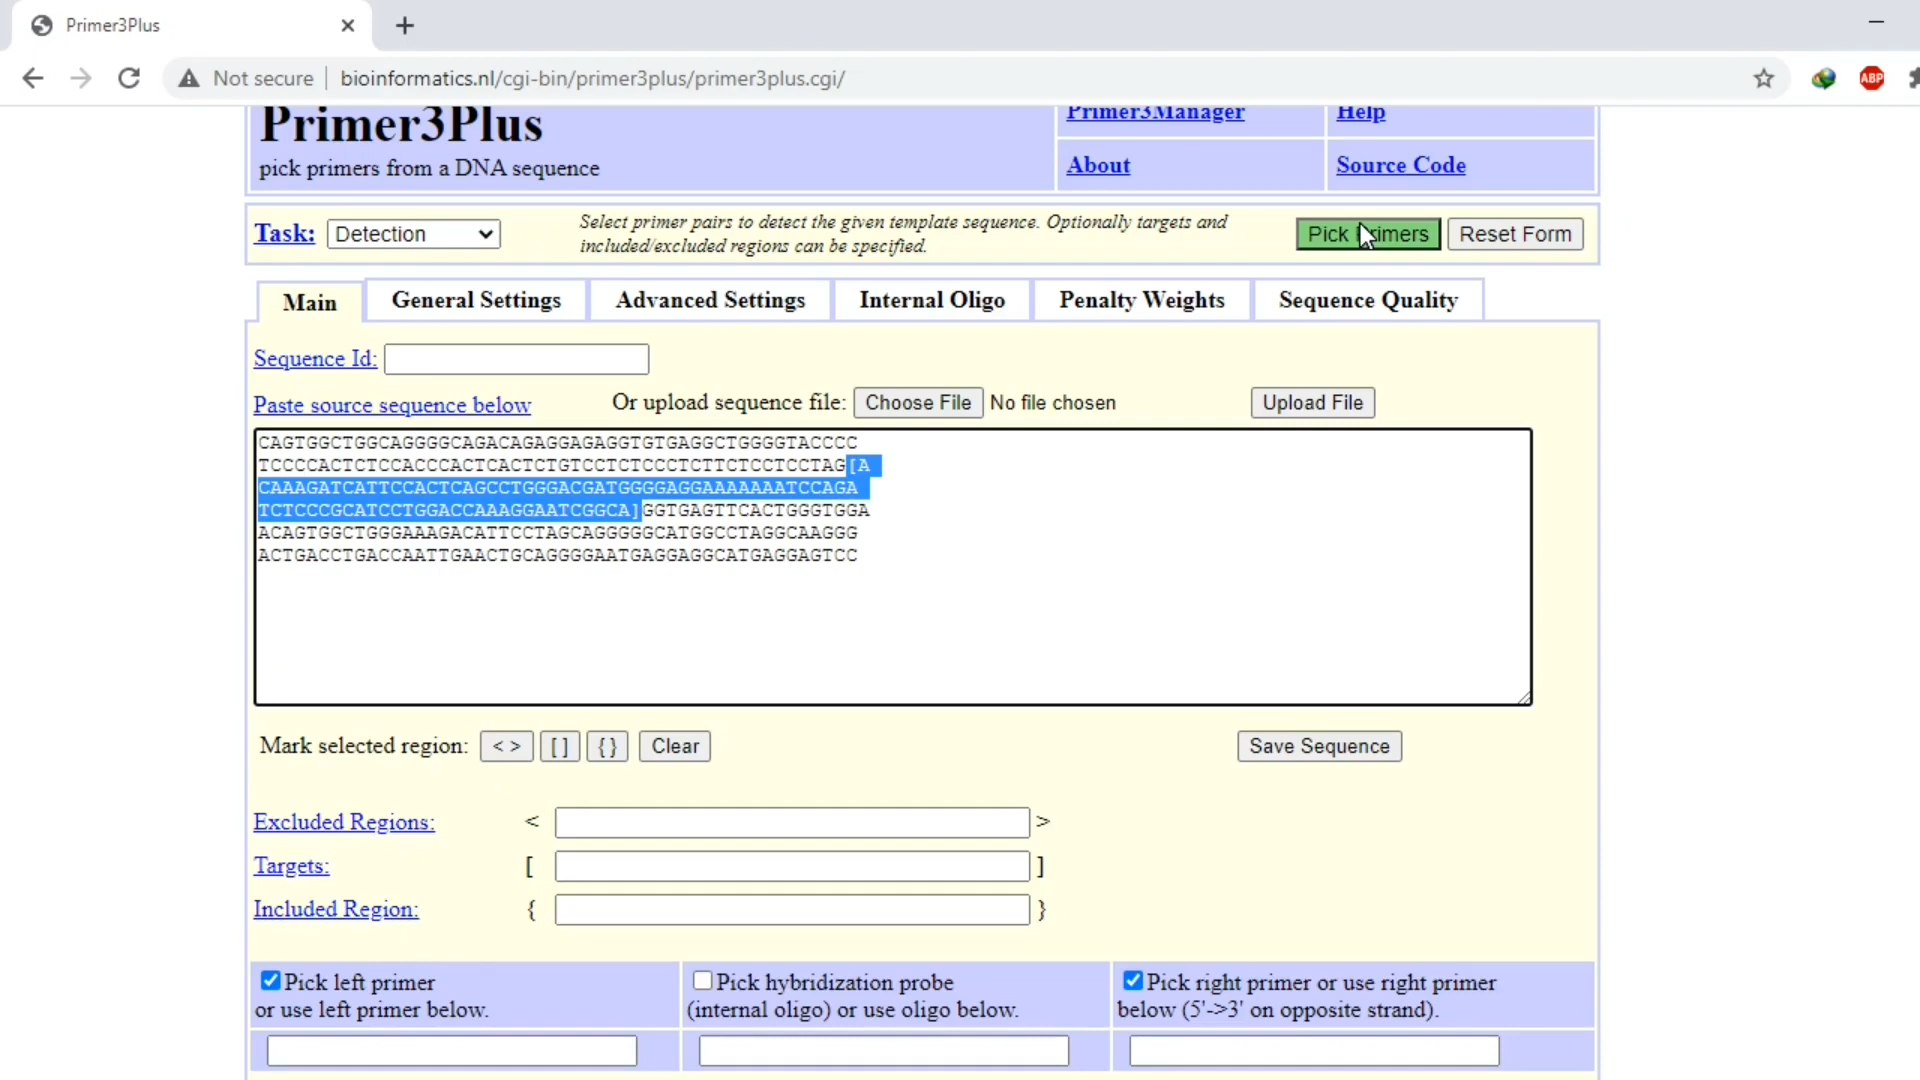 Primer3Plus
Not secure | bioinformatics.nl/cgi-bin/primer3plus/primer3plus.cgi/
ABP
Primer3Plus
pick primers from a DNA sequence
Primer3Manager
Help
About
Source Code
Task: Detection
Select primer pairs to detect the given template sequence. Optionally targets and
included/excluded regions can be specified.
Pick Primers
Reset Form
Main
General Settings
Advanced Settings
Internal Oligo
Penalty Weights
Sequence Quality
Sequence Id:
Paste source sequence below
Or upload sequence file: Choose File No file chosen
Upload File
CAGTGGCTGGCAGGGGCAGACAGAGGAGAGGTGTGAGGCTGGGGTACCCC
TCCCCACTCTCCACCCACTCACTCTGTCCTCTCCCTCTTCTCCTCCTAG[A
CAAAGATCATTCCACTCAGCCTGGGACGATGGGGAGGAAAAAAATCCAGA
TCTCCCGCATCCTGGACCAAAGGAATCGGCA]GGTGAGTTCACTGGGTGGA
ACAGTGGCTGGGAAAGACATTCCTAGCAGGGGGCATGGCCTAGGCAAGGG
ACTGACCTGACCAATTGAACTGCAGGGGAATGAGGAGGCATGAGGAGTCC
Mark selected region: < > [ ] { } Clear
Save Sequence
Excluded Regions: < >
Targets: [ ]
Included Region: { }
Pick left primer
or use left primer below.
Pick hybridization probe
(internal oligo) or use oligo below.
Pick right primer or use right primer
below (5'->3' on opposite strand).